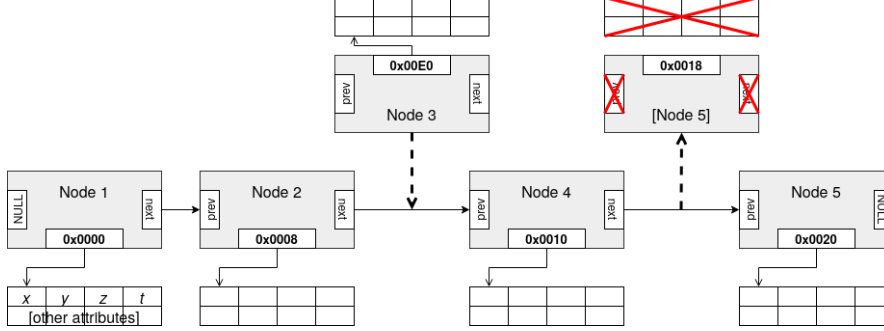 0x00E0
prev
next
Node 3
0x0018
[Node 5]
NULL
Node 1
next
0x0000
prev
Node 2
next
0x0008
prev
Node 4
next
0x0010
prev
Node 5
NULL
0x0020
x y z t
[other attributes]